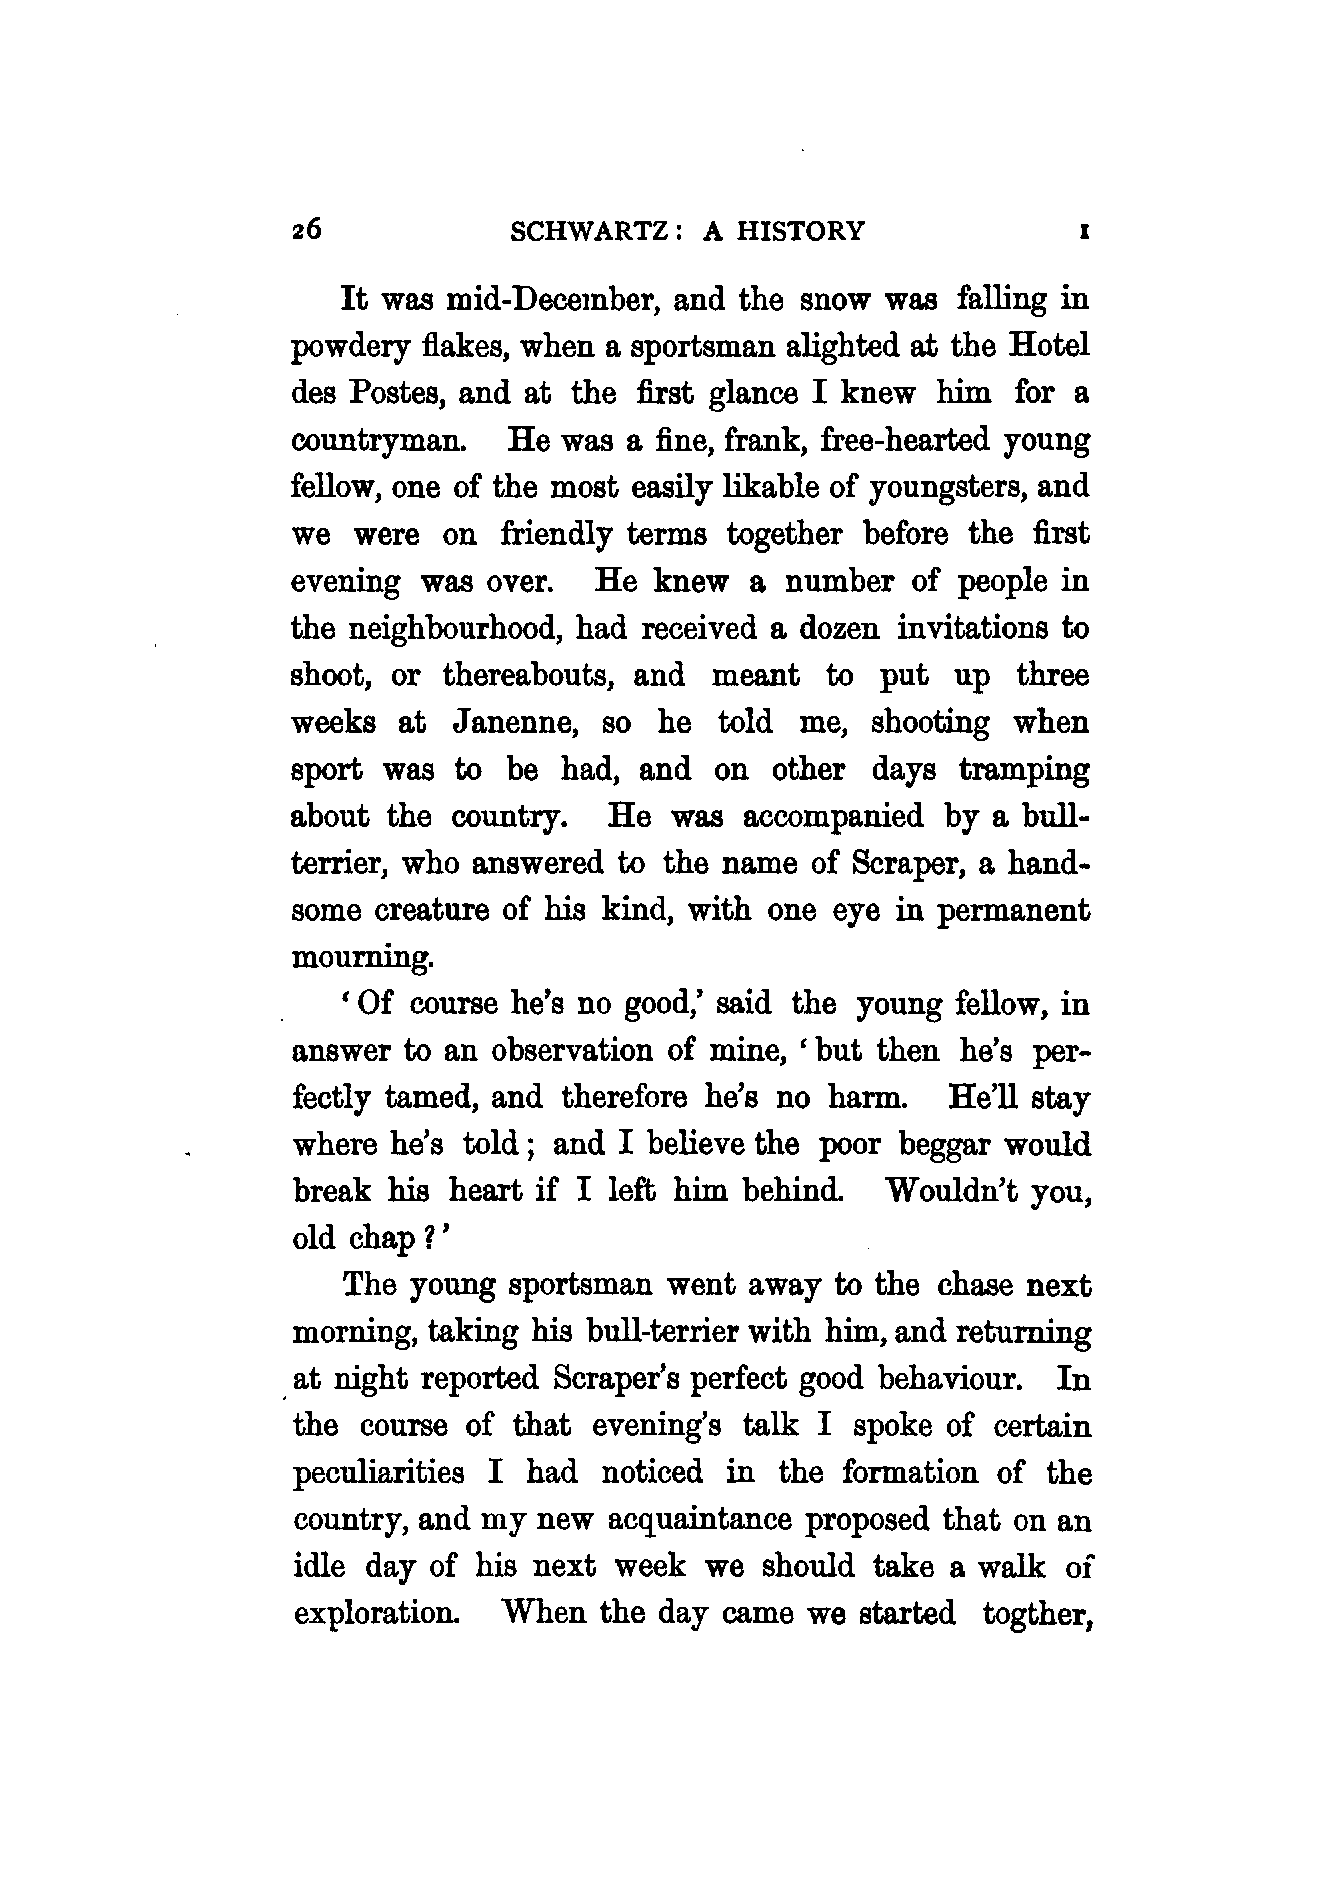 26 SCHWARTZ: A HISTORY I
It was mid-December, and the snow was falling in
powdery flakes, when a sportsman alighted at the Hotel
des Postes, and at the first glance I knew him for a
countryman. He was a fine, frank, free-hearted young
fellow, one of the most easily likable of youngsters, and
we were on friendly terms together before the first
evening was over. He knew a number of people in
the neighbourhood, had received a dozen invitations to
shoot, or thereabouts, and meant to put up three
weeks at Janenne, so he told me, shooting when
sport was to be had, and on other days tramping
about the country. He was accompanied by a bull-
terrier, who answered to the name of Scraper, a hand-
some creature of his kind, with one eye in permanent
mourning.
‘Of course he’s no good,’ said the young fellow, in
answer to an observation of mine, ‘but then he’s per-
fectly tamed, and therefore he’s no harm. He’ll stay
where he’s told; and I believe the poor beggar would
break his heart if I left him behind. Wouldn’t you,
old chap?’
The young sportsman went away to the chase next
morning, taking his bull-terrier with him, and returning
at night reported Scraper’s perfect good behaviour. In
the course of that evening’s talk I spoke of certain
peculiarities I had noticed in the formation of the
country, and my new acquaintance proposed that on an
idle day of his next week we should take a walk of
exploration. When the day came we started togther,